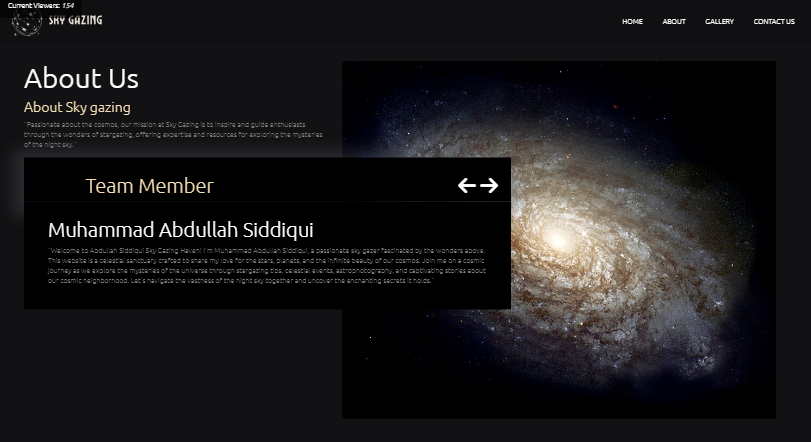 Current Viewers: 154
SKY GAZING
HOME ABOUT GALLERY CONTACT US
About Us
About Sky gazing
"Passionate about the cosmos, our mission at Sky Gazing is to inspire and guide enthusiasts
through the wonders of stargazing, offering expertise and resources for exploring the mysteries
of the night sky."
Team Member
Muhammad Abdullah Siddiqui
"Welcome to Abdullah Siddiqui Sky Gazing Haven! I'm Muhammad Abdullah Siddiqui, a passionate sky gazer fascinated by the wonders above.
This website is a celestial sanctuary crafted to share my love for the stars, planets, and the infinite beauty of our cosmos. Join me on a cosmic
journey as we explore the mysteries of the universe through stargazing tips, celestial events, astrophotography, and captivating stories about
our cosmic neighborhood. Let's navigate the vastness of the night sky together and uncover the enchanting secrets it holds."